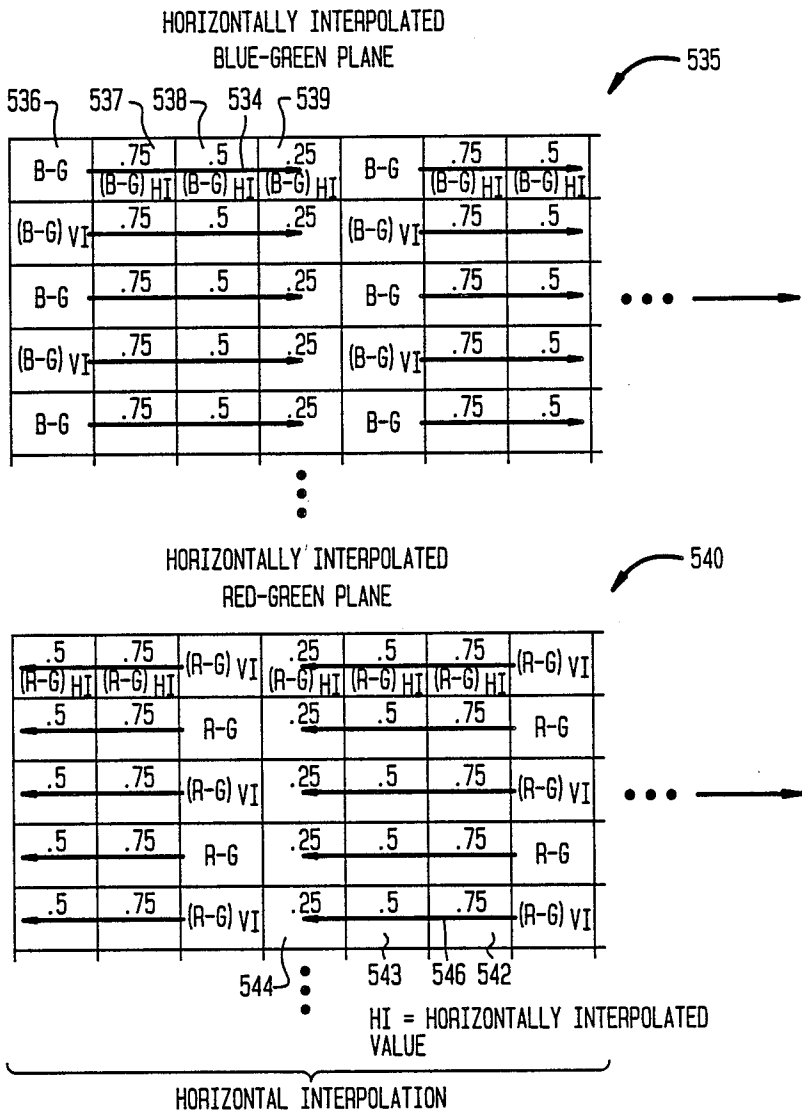 HORIZONTALLY INTERPOLATED
BLUE-GREEN PLANE
535
536 537 538 534 539
B-G .75 .5 .25 B-G .75 .5
(B-G) HI (B-G) HI (B-G) HI (B-G) HI (B-G) HI
(B-G) VI .75 .5 .25 (B-G) VI .75 .5
B-G .75 .5 .25 B-G .75 .5
(B-G) VI .75 .5 .25 (B-G) VI .75 .5
B-G .75 .5 .25 B-G .75 .5
HORIZONTALLY INTERPOLATED
RED-GREEN PLANE
540
.5 .75 (R-G) VI .25 .5 .75 (R-G) VI
(R-G) HI (R-G) HI (R-G) HI (R-G) HI (R-G) HI
.5 .75 R-G .25 .5 .75 R-G
.5 .75 (R-G) VI .25 .5 .75 (R-G) VI
.5 .75 R-G .25 .5 .75 R-G
.5 .75 (R-G) VI .25 .5 .75 (R-G) VI
544 543 546 542
HI = HORIZONTALLY INTERPOLATED
VALUE
HORIZONTAL INTERPOLATION